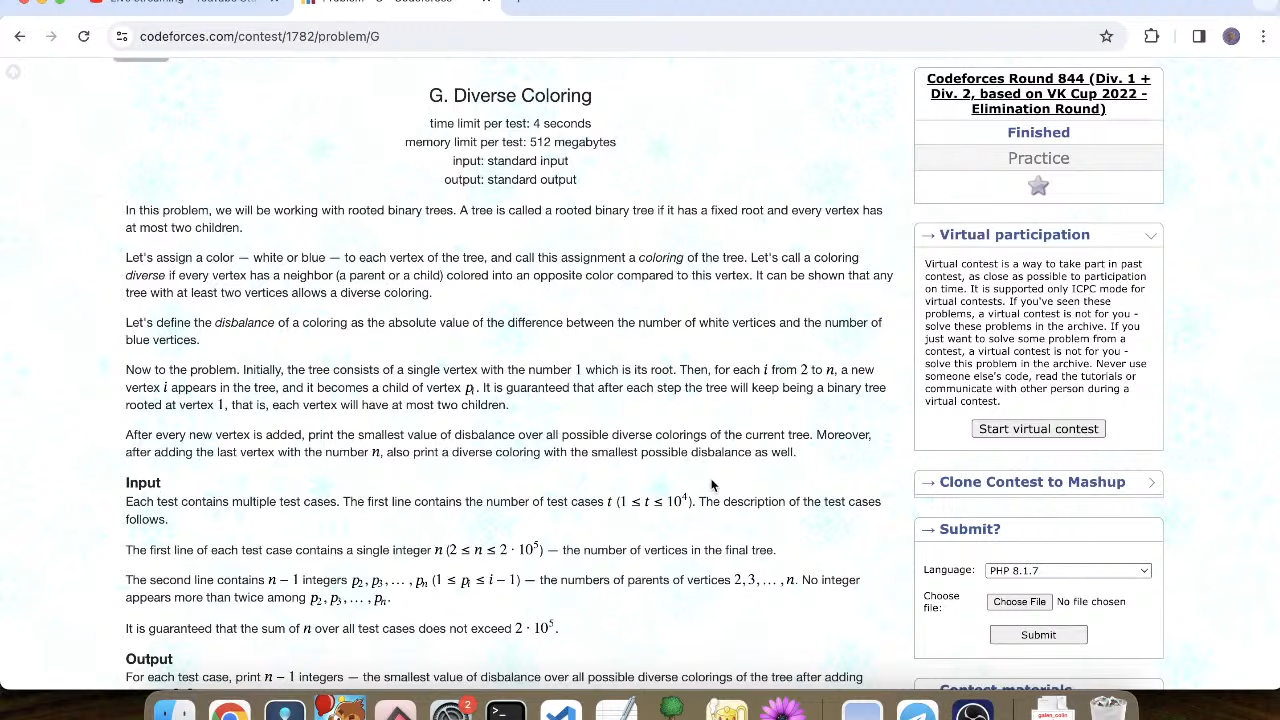 codeforces.com/contest/1782/problem/G
G. Diverse Coloring
time limit per test: 4 seconds
memory limit per test: 512 megabytes
input: standard input
output: standard output
In this problem, we will be working with rooted binary trees. A tree is called a rooted binary tree if it has a fixed root and every vertex has
at most two children.
Let's assign a color — white or blue — to each vertex of the tree, and call this assignment a coloring of the tree. Let's call a coloring
diverse if every vertex has a neighbor (a parent or a child) colored into an opposite color compared to this vertex. It can be shown that any
tree with at least two vertices allows a diverse coloring.
Let's define the disbalance of a coloring as the absolute value of the difference between the number of white vertices and the number of
blue vertices.
Now to the problem. Initially, the tree consists of a single vertex with the number 1 which is its root. Then, for each i from 2 to n, a new
vertex i appears in the tree, and it becomes a child of vertex pᵢ. It is guaranteed that after each step the tree will keep being a binary tree
rooted at vertex 1, that is, each vertex will have at most two children.
After every new vertex is added, print the smallest value of disbalance over all possible diverse colorings of the current tree. Moreover,
after adding the last vertex with the number n, also print a diverse coloring with the smallest possible disbalance as well.
Input
Each test contains multiple test cases. The first line contains the number of test cases t (1 ≤ t ≤ 10⁴). The description of the test cases
follows.
The first line of each test case contains a single integer n (2 ≤ n ≤ 2 · 10⁵) — the number of vertices in the final tree.
The second line contains n − 1 integers p₂, p₃, … , pₙ (1 ≤ pᵢ ≤ i − 1) — the numbers of parents of vertices 2, 3, … , n. No integer
appears more than twice among p₂, p₃, … , pₙ.
It is guaranteed that the sum of n over all test cases does not exceed 2 · 10⁵.
Output
For each test case, print n − 1 integers — the smallest value of disbalance over all possible diverse colorings of the tree after adding
Codeforces Round 844 (Div. 1 +
Div. 2, based on VK Cup 2022 -
Elimination Round)
Finished
Practice
→ Virtual participation
Virtual contest is a way to take part in past
contest, as close as possible to participation
on time. It is supported only ICPC mode for
virtual contests. If you've seen these
problems, a virtual contest is not for you -
solve these problems in the archive. If you
just want to solve some problem from a
contest, a virtual contest is not for you -
solve this problem in the archive. Never use
someone else's code, read the tutorials or
communicate with other person during a
virtual contest.
Start virtual contest
→ Clone Contest to Mashup
→ Submit?
Language: PHP 8.1.7
Choose
file: Choose File No file chosen
Submit
→ Contest materials
2
galen_colin